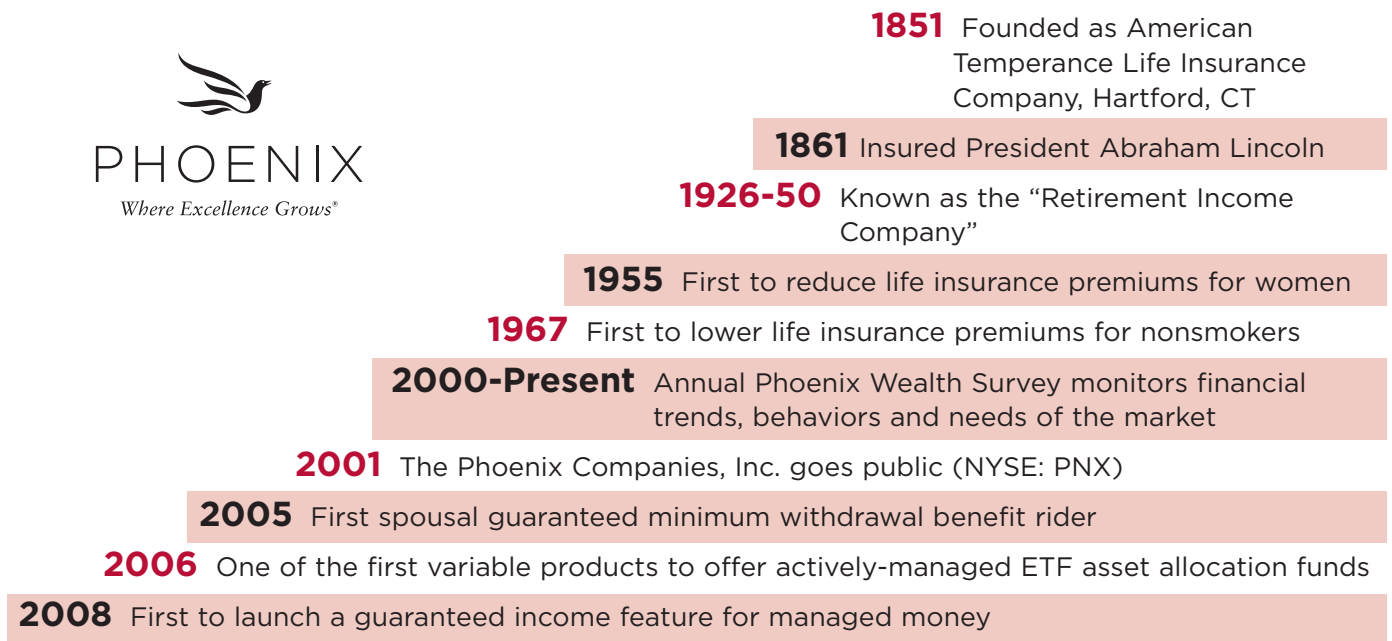 PHOENIX
Where Excellence Grows®
1851 Founded as American
Temperance Life Insurance
Company, Hartford, CT
1861 Insured President Abraham Lincoln
1926-50 Known as the “Retirement Income
Company”
1955 First to reduce life insurance premiums for women
1967 First to lower life insurance premiums for nonsmokers
2000-Present Annual Phoenix Wealth Survey monitors financial
trends, behaviors and needs of the market
2001 The Phoenix Companies, Inc. goes public (NYSE: PNX)
2005 First spousal guaranteed minimum withdrawal benefit rider
2006 One of the first variable products to offer actively-managed ETF asset allocation funds
2008 First to launch a guaranteed income feature for managed money